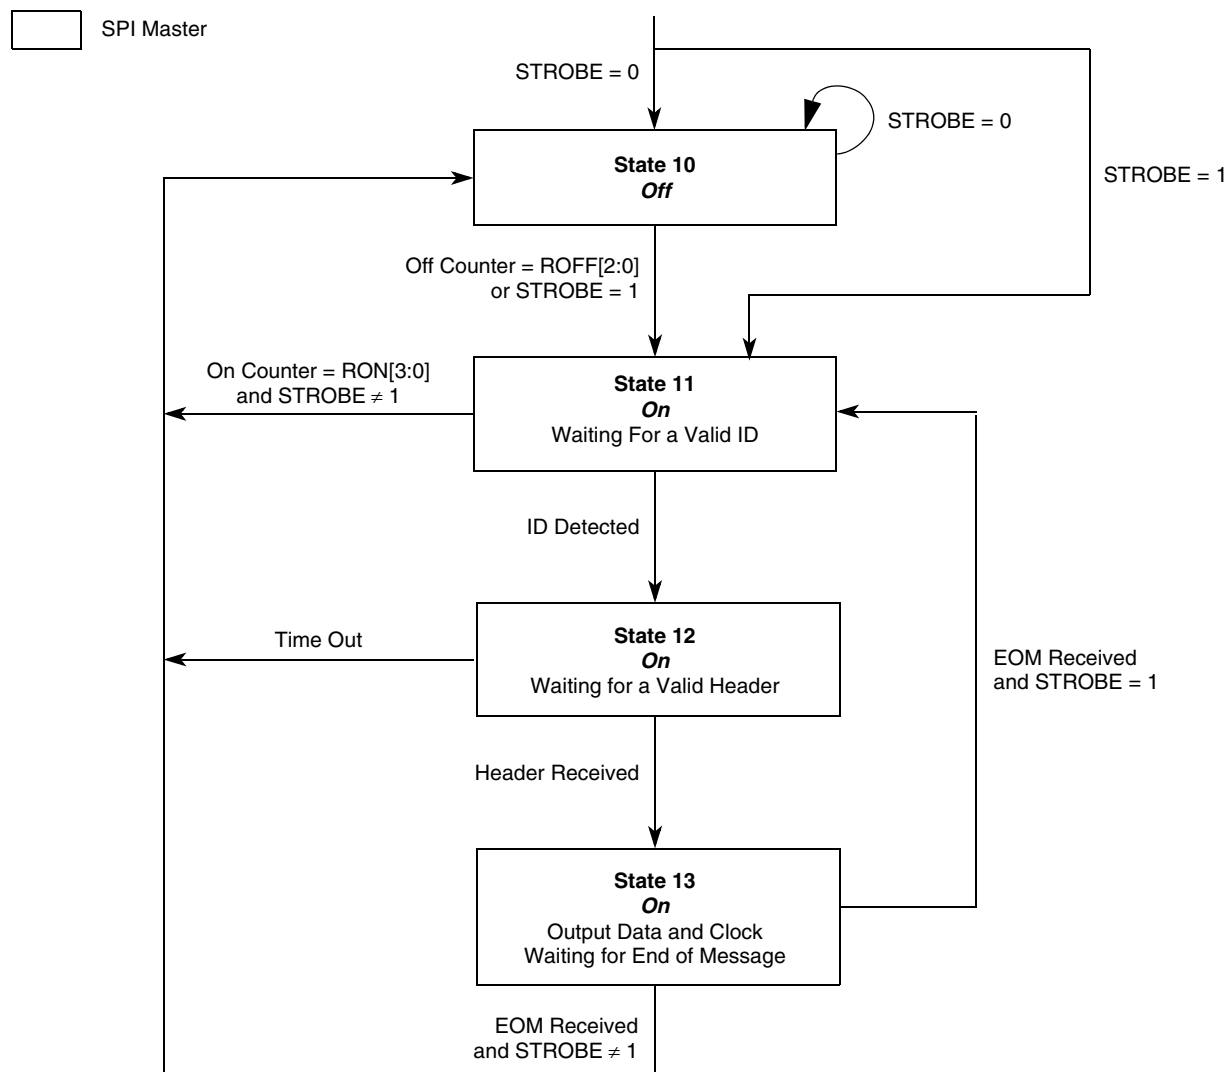 SPI Master
STROBE = 0
STROBE = 0
STROBE = 1
State 10
Off
Off Counter = ROFF[2:0]
or STROBE = 1
On Counter = RON[3:0]
and STROBE ≠ 1
State 11
On
Waiting For a Valid ID
ID Detected
Time Out
State 12
On
Waiting for a Valid Header
EOM Received
and STROBE = 1
Header Received
State 13
On
Output Data and Clock
Waiting for End of Message
EOM Received
and STROBE ≠ 1